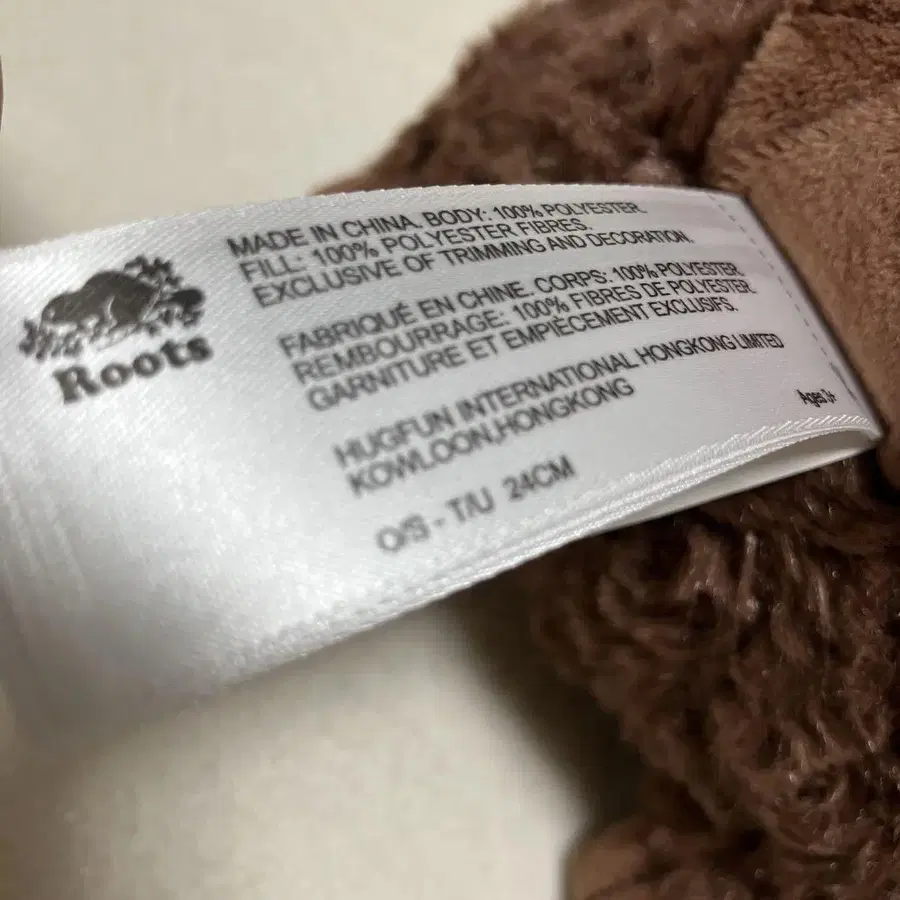 Roots
MADE IN CHINA. BODY: 100% POLYESTER.
FILL: 100% POLYESTER FIBRES.
EXCLUSIVE OF TRIMMING AND DECORATION.
FABRIQUÉ EN CHINE. CORPS: 100% POLYESTER.
REMBOURRAGE: 100% FIBRES DE POLYESTER.
GARNITURE ET EMPIÈCEMENT EXCLUSIFS.
HUGFUN INTERNATIONAL HONGKONG LIMITED
KOWLOON,HONGKONG
O/S - T/U 24CM
Ages 3+